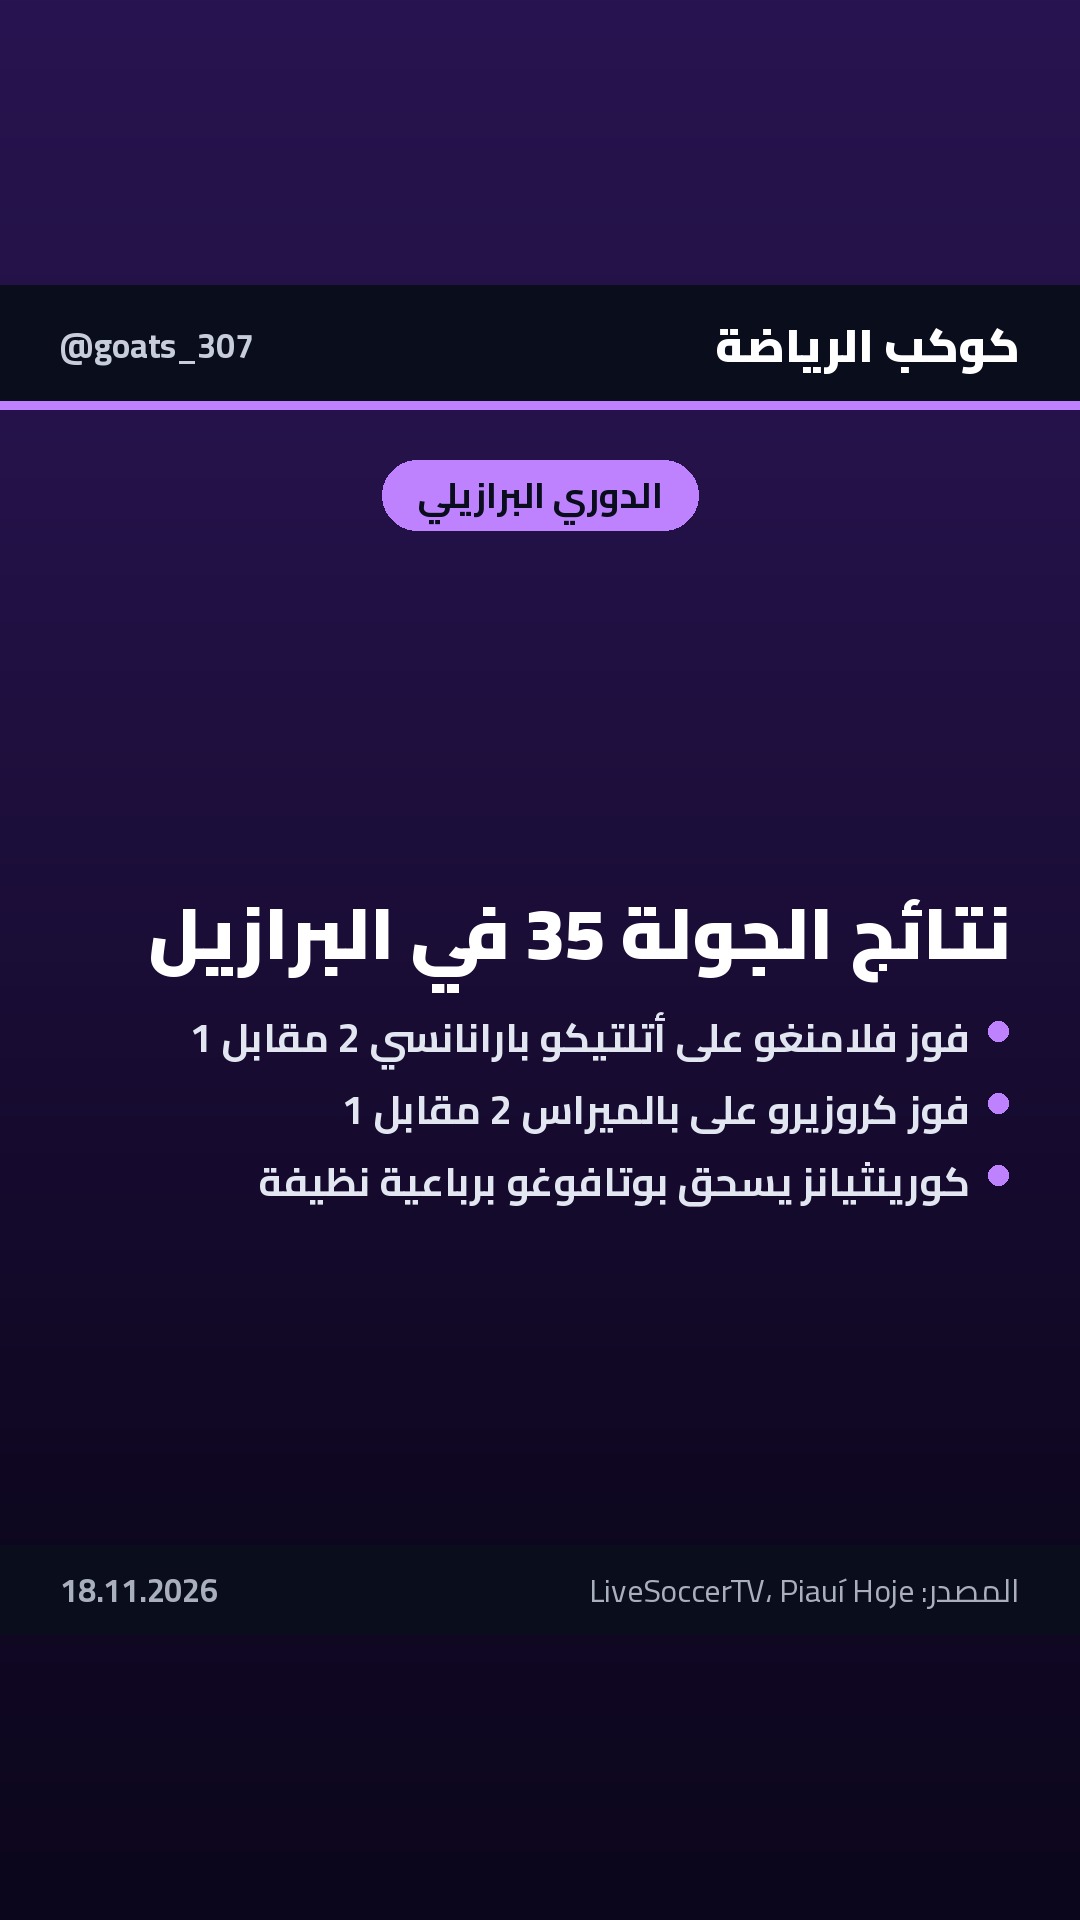 كوكب الرياضة
@goats_307
الدوري البرازيلي
نتائج الجولة 35 في البرازيل
فوز فلامنغو على أتلتيكو بارانانسي 2 مقابل 1
فوز كروزيرو على بالميراس 2 مقابل 1
كورينثيانز يسحق بوتافوغو برباعية نظيفة
المصدر: LiveSoccerTV، Piauí Hoje
18.11.2026